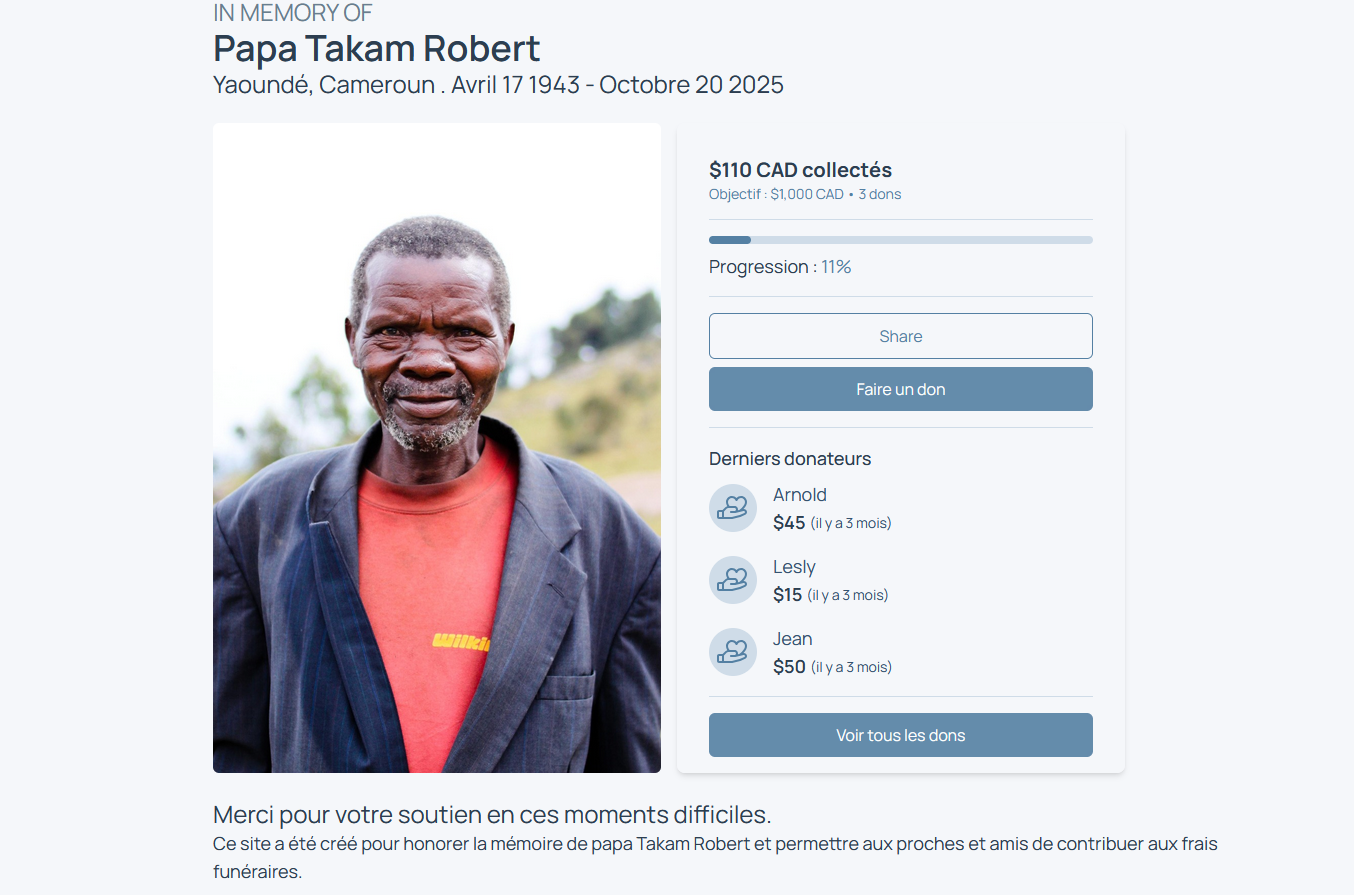 IN MEMORY OF
Papa Takam Robert
Yaoundé, Cameroun . Avril 17 1943 - Octobre 20 2025
$110 CAD collectés
Objectif : $1,000 CAD • 3 dons
Progression : 11%
Share
Faire un don
Derniers donateurs
Arnold
$45 (il y a 3 mois)
Lesly
$15 (il y a 3 mois)
Jean
$50 (il y a 3 mois)
Voir tous les dons
Merci pour votre soutien en ces moments difficiles.
Ce site a été créé pour honorer la mémoire de papa Takam Robert et permettre aux proches et amis de contribuer aux frais
funéraires.